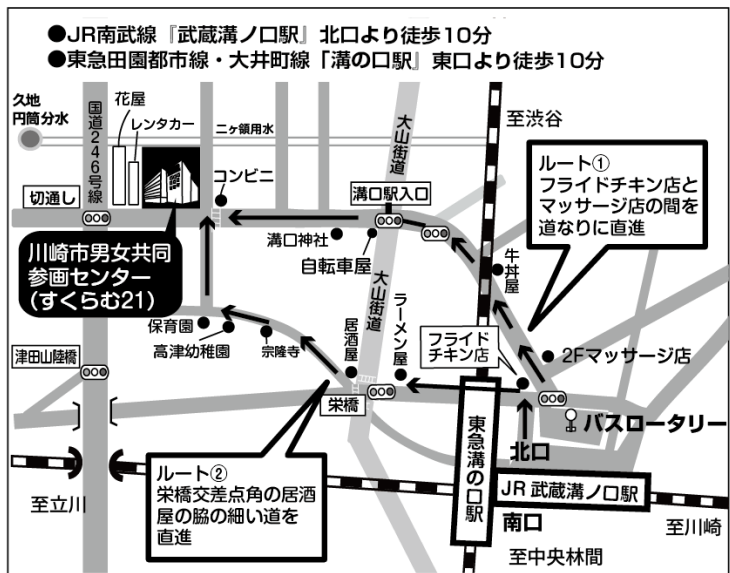 ●JR南武線『武蔵溝ノ口駅』北口より徒歩10分
●東急田園都市線・大井町線「溝の口駅」東口より徒歩10分
久地
円筒分水
国道246号線
花屋
レンタカー
二ヶ領用水
大山街道
至渋谷
コンビニ
切通し
溝口駅入口
ルート①
フライドチキン店と
マッサージ店の間を
道なりに直進
川崎市男女共同
参画センター
(すくらむ21)
溝口神社
自転車屋
牛丼屋
大山街道
保育園
高津幼稚園
宗隆寺
居酒屋
ラーメン屋
フライド
チキン店
2Fマッサージ店
津田山陸橋
栄橋
バスロータリー
北口
東急溝の口駅
ルート②
栄橋交差点角の居酒
屋の脇の細い道を
直進
JR 武蔵溝ノ口駅
南口
至立川
至川崎
至中央林間